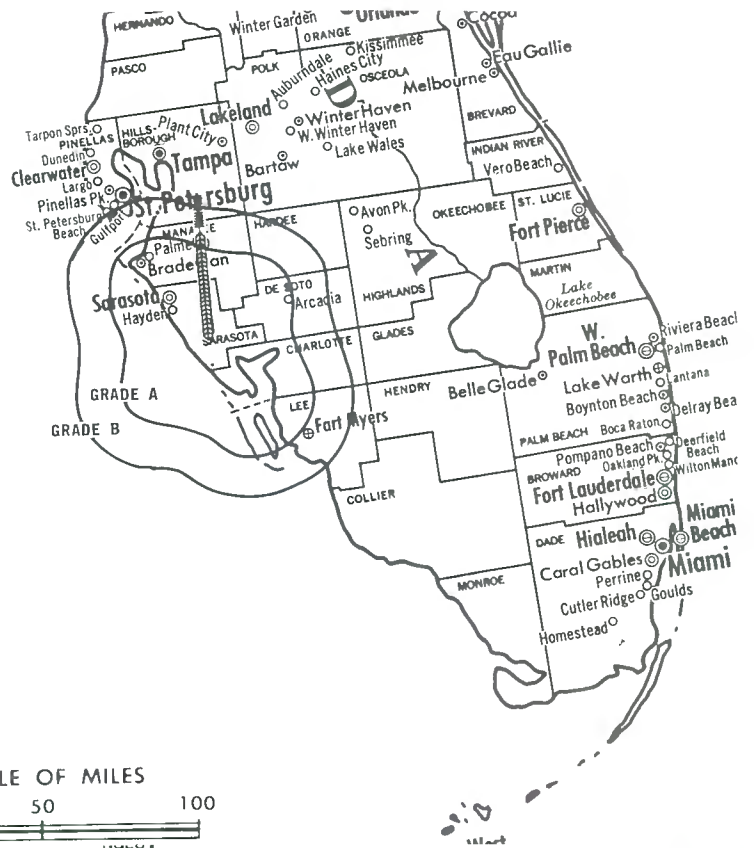 HERNANDO
Winter Garden
ORANGE
Cocoa
PASCO
POLK
Kissimmee
Auburndale
Haines City
OSCEOLA
Eau Gallie
Melbourne
Lakeland
D
Winter Haven
W. Winter Haven
Lake Wales
BREVARD
Tarpon Sprs.
PINELLAS
HILLS-
BOROUGH
Plant City
Dunedin
Tampa
Bartow
INDIAN RIVER
Vero Beach
Clearwater
Largo
Pinellas Pk.
St. Petersburg
St. Petersburg
Beach
Gulfport
HARDEE
Avon Pk.
Sebring
OKEECHOBEE
ST. LUCIE
Fort Pierce
A
DE SOTO
Arcadia
HIGHLANDS
MARTIN
Lake
Okeechobee
Sarasota
Hayden
SARASOTA
CHARLOTTE
GLADES
W.
Palm Beach
Palm Beach
GRADE A
GRADE B
LEE
HENDRY
Belle Glade
Lake Warth
Lantana
Boynton Beach
Delray Bea
Fart Myers
PALM BEACH
Boca Raton
Pompano Beach
Deerfield
Beach
BROWARD
Oakland Pk.
Fort Lauderdale
Hallywood
COLLIER
DADE
Hialeah
Miami
Beach
Miami
Caral Gables
MONROE
Perrine
Cutler Ridge
Goulds
Homestead
LE OF MILES
50
100